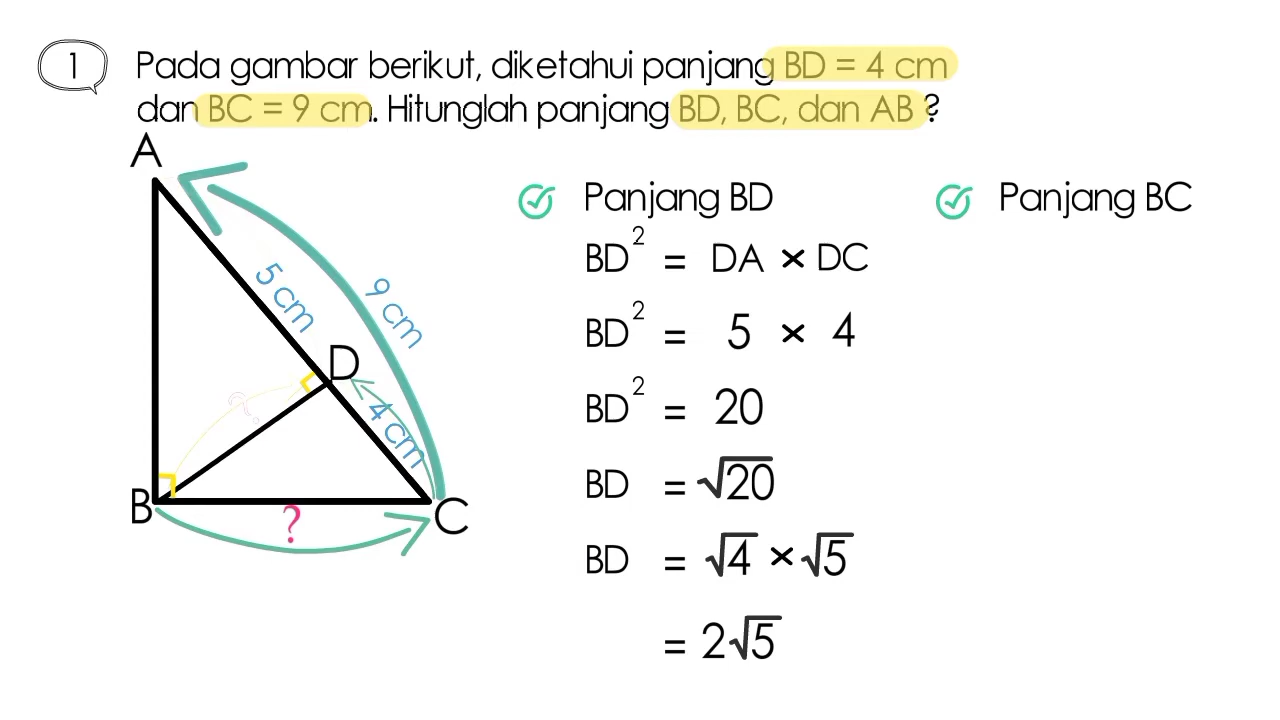 1
Pada gambar berikut, diketahui panjang BD = 4 cm
dan BC = 9 cm. Hitunglah panjang BD, BC, dan AB ?
A
5 cm
9 cm
D
?
4 cm
B
?
C
Panjang BD
BD² = DA × DC
BD² = 5 × 4
BD² = 20
BD = √20
BD = √4 × √5
= 2√5
Panjang BC